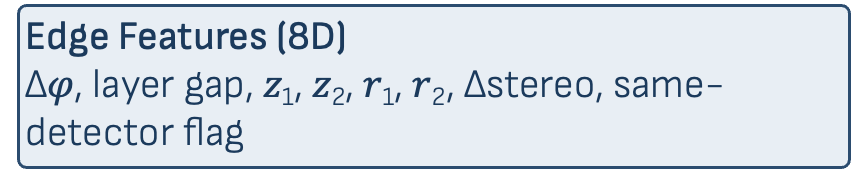 Edge Features (8D)
Δφ, layer gap, z₁, z₂, r₁, r₂, Δstereo, same-
detector flag